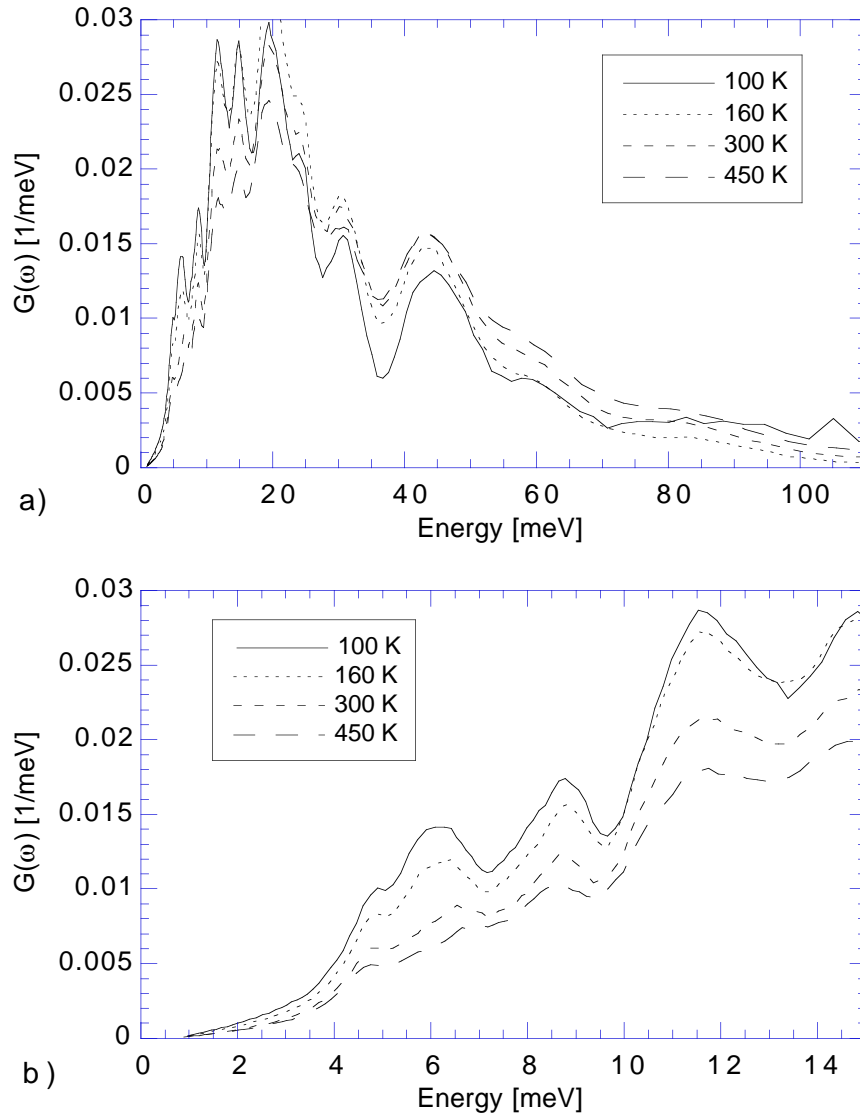 0.03
0.025
0.02
0.015
0.01
0.005
0
G(ω) [1/meV]
100 K
160 K
300 K
450 K
0 20 40 60 80 100
Energy [meV]
a)
0.03
0.025
0.02
0.015
0.01
0.005
0
G(ω) [1/meV]
100 K
160 K
300 K
450 K
0 2 4 6 8 10 12 14
Energy [meV]
b)